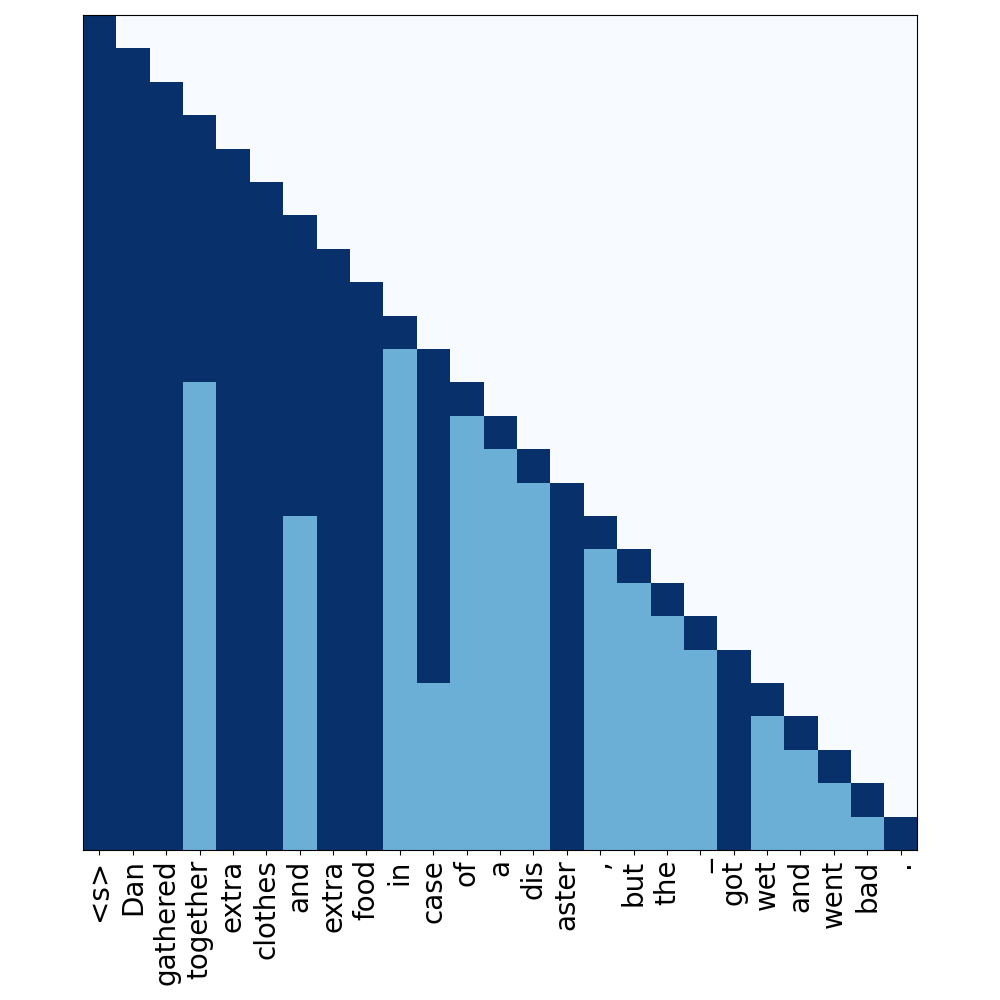 <s>
Dan
gathered
together
extra
clothes
and
extra
food
in
case
of
a
dis
aster
,
but
the
_
got
wet
and
went
bad
.